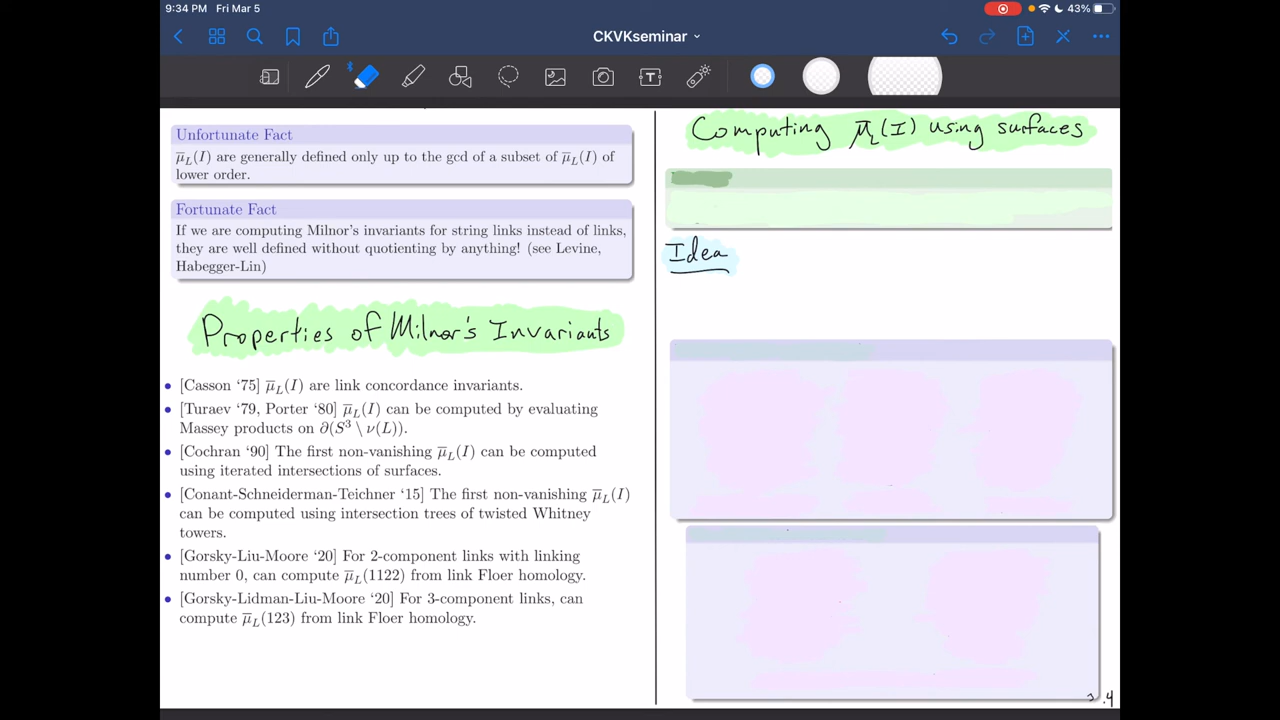 9:34 PM Fri Mar 5
43%
CKVKseminar
Unfortunate Fact
μ̅_L(I) are generally defined only up to the gcd of a subset of μ̅_L(I) of
lower order.
Fortunate Fact
If we are computing Milnor's invariants for string links instead of links,
they are well defined without quotienting by anything! (see Levine,
Habegger-Lin)
Properties of Milnor's Invariants
• [Casson '75] μ̅_L(I) are link concordance invariants.
• [Turaev '79, Porter '80] μ̅_L(I) can be computed by evaluating
Massey products on ∂(S³ \ ν(L)).
• [Cochran '90] The first non-vanishing μ̅_L(I) can be computed
using iterated intersections of surfaces.
• [Conant-Schneiderman-Teichner '15] The first non-vanishing μ̅_L(I)
can be computed using intersection trees of twisted Whitney
towers.
• [Gorsky-Liu-Moore '20] For 2-component links with linking
number 0, can compute μ̅_L(1122) from link Floer homology.
• [Gorsky-Lidman-Liu-Moore '20] For 3-component links, can
compute μ̅_L(123) from link Floer homology.
Computing μ̅_L(I) using surfaces
Idea